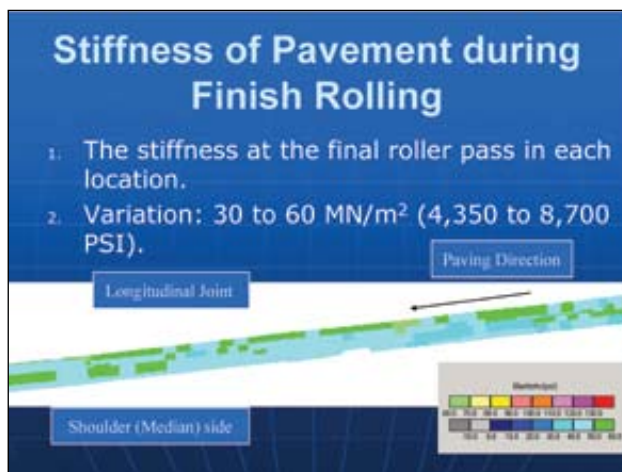 Stiffness of Pavement during
Finish Rolling
1. The stiffness at the final roller pass in each
location.
2. Variation: 30 to 60 MN/m² (4,350 to 8,700
PSI).
Paving Direction
Longitudinal Joint
Shoulder (Median) side